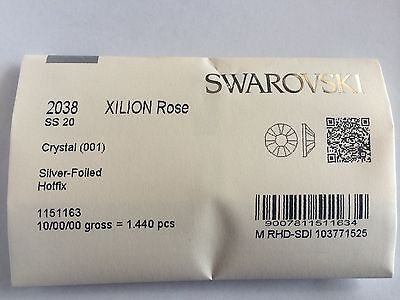 SWAROVSKI
2038 XILION Rose
SS 20
Crystal (001)
Silver-Foiled
Hotfix
1151163
10/00/00 gross = 1.440 pcs
9007811511634
M RHD-SDI 103771525